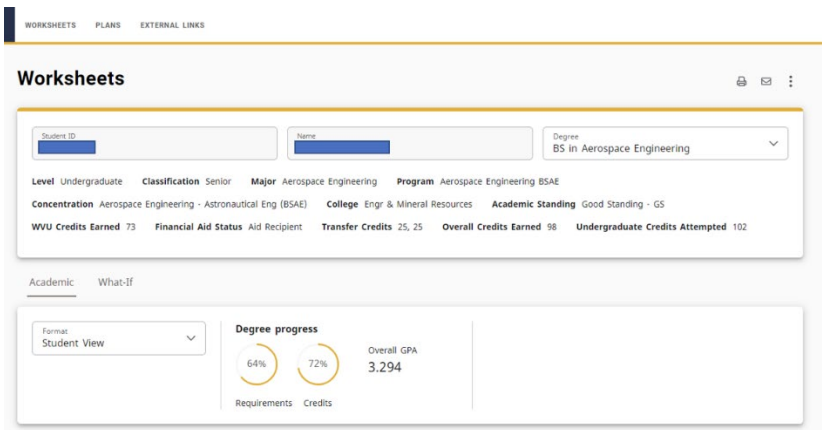 WORKSHEETS PLANS EXTERNAL LINKS
Worksheets
Student ID
Name
Degree
BS in Aerospace Engineering
Level Undergraduate Classification Senior Major Aerospace Engineering Program Aerospace Engineering BSAE
Concentration Aerospace Engineering - Astronautical Eng (BSAE) College Engr & Mineral Resources Academic Standing Good Standing - GS
WVU Credits Earned 73 Financial Aid Status Aid Recipient Transfer Credits 25, 25 Overall Credits Earned 98 Undergraduate Credits Attempted 102
Academic What-If
Format
Student View
Degree progress
64% 72%
Requirements Credits
Overall GPA
3.294